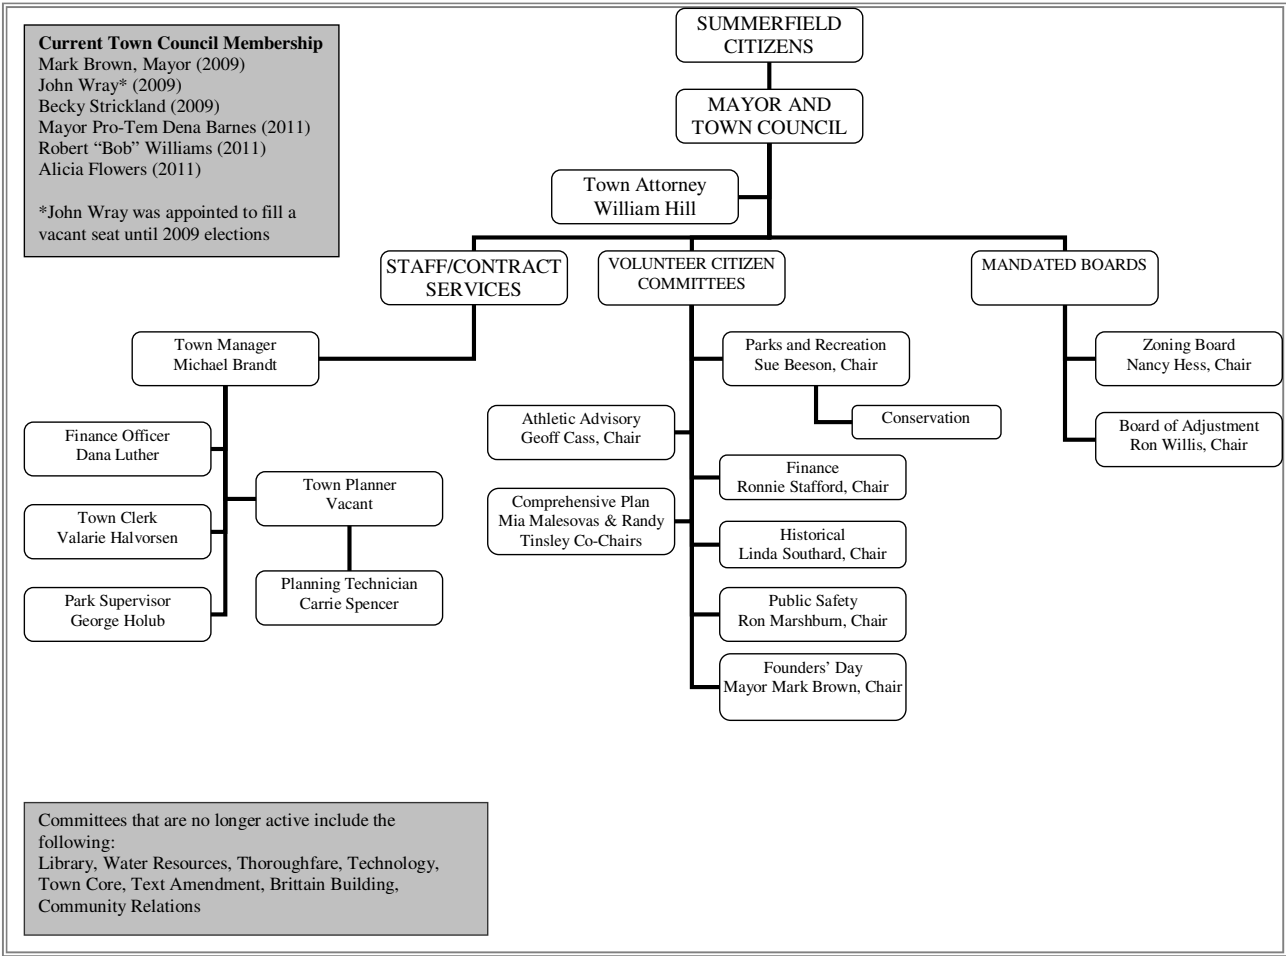 Current Town Council Membership
Mark Brown, Mayor (2009)
John Wray* (2009)
Becky Strickland (2009)
Mayor Pro-Tem Dena Barnes (2011)
Robert “Bob” Williams (2011)
Alicia Flowers (2011)
*John Wray was appointed to fill a
vacant seat until 2009 elections
SUMMERFIELD
CITIZENS
MAYOR AND
TOWN COUNCIL
Town Attorney
William Hill
STAFF/CONTRACT
SERVICES
VOLUNTEER CITIZEN
COMMITTEES
MANDATED BOARDS
Town Manager
Michael Brandt
Finance Officer
Dana Luther
Town Clerk
Valarie Halvorsen
Park Supervisor
George Holub
Town Planner
Vacant
Planning Technician
Carrie Spencer
Parks and Recreation
Sue Beeson, Chair
Conservation
Athletic Advisory
Geoff Cass, Chair
Finance
Ronnie Stafford, Chair
Comprehensive Plan
Mia Malesovas & Randy
Tinsley Co-Chairs
Historical
Linda Southard, Chair
Public Safety
Ron Marshburn, Chair
Founders’ Day
Mayor Mark Brown, Chair
Zoning Board
Nancy Hess, Chair
Board of Adjustment
Ron Willis, Chair
Committees that are no longer active include the
following:
Library, Water Resources, Thoroughfare, Technology,
Town Core, Text Amendment, Brittain Building,
Community Relations